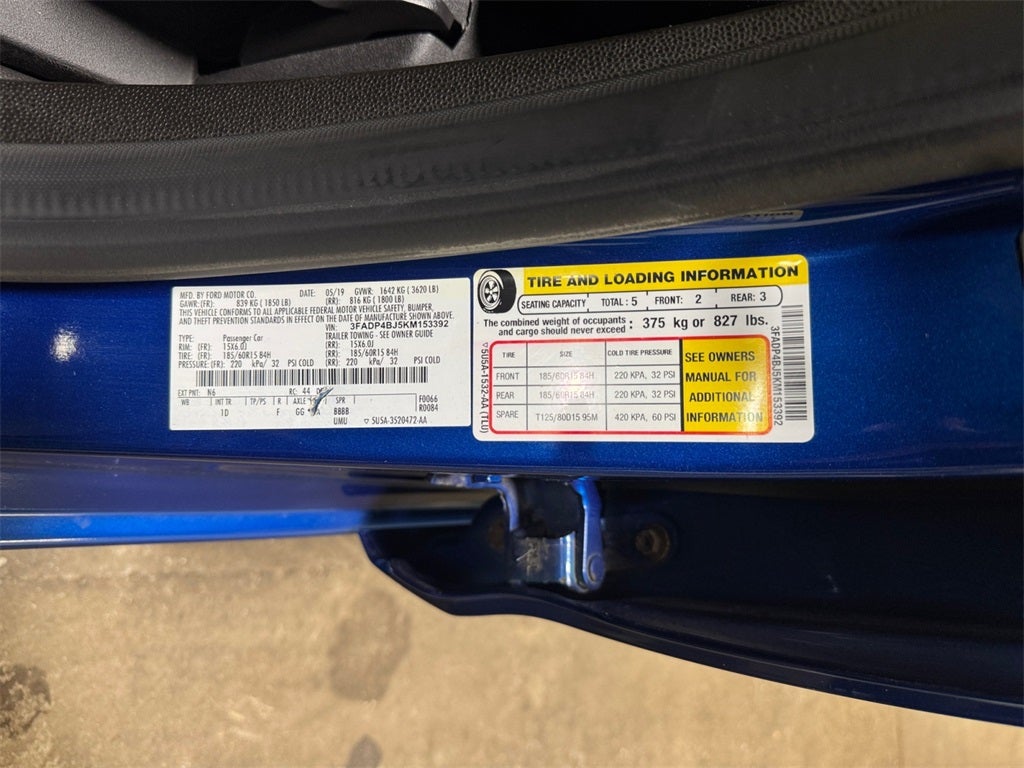 MFD. BY FORD MOTOR CO. DATE: 05/19 GVWR: 1642 KG ( 3620 LB)
GAWR: (FR): 839 KG ( 1850 LB) (RR): 816 KG ( 1800 LB)
THIS VEHICLE CONFORMS TO ALL APPLICABLE FEDERAL MOTOR VEHICLE SAFETY, BUMPER,
AND THEFT PREVENTION STANDARDS IN EFFECT ON THE DATE OF MANUFACTURE SHOWN ABOVE.
VIN: 3FADP4BJ5KM153392
TYPE: Passenger Car TRAILER TOWING - SEE OWNER GUIDE
RIM: (FR): 15X6.0J (RR): 15X6.0J
TIRE: (FR): 185/60R15 84H (RR): 185/60R15 84H
PRESSURE: (FR): 220 kPa/ 32 PSI COLD (RR): 220 kPa/ 32 PSI COLD
EXT PNT: N6 RC: 44 F0066
WB INT TR TP/PS R AXLE SPR R0084
1D F GG BBBB
UMU ▽ SU5A-3520472-AA
TIRE AND LOADING INFORMATION
SEATING CAPACITY TOTAL : 5 FRONT: 2 REAR: 3
The combined weight of occupants
and cargo should never exceed : 375 kg or 827 lbs.
TIRE SIZE COLD TIRE PRESSURE
FRONT 185/60R15 84H 220 KPA, 32 PSI
REAR 185/60R15 84H 220 KPA, 32 PSI
SPARE T125/80D15 95M 420 KPA, 60 PSI
SEE OWNERS
MANUAL FOR
ADDITIONAL
INFORMATION
▽ 5U5A-1532-AA (TLU)
3FADP4BJ5KM153392